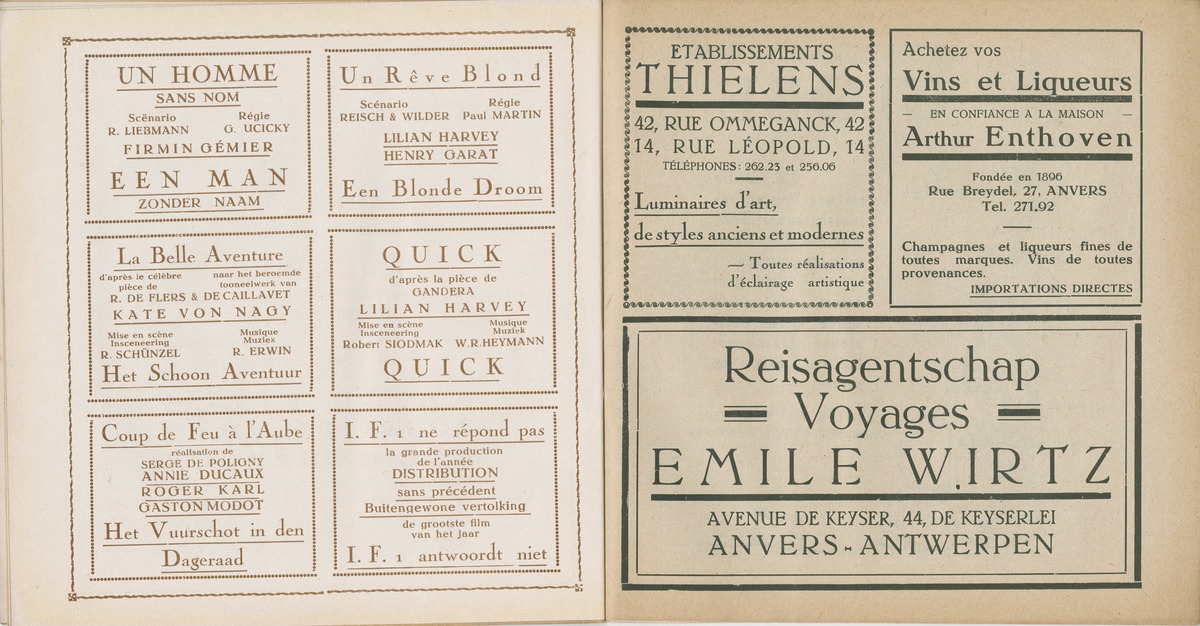 UN HOMME
SANS NOM
Scénario Régie
R. LIEBMANN G. UCICKY
FIRMIN GÉMIER
EEN MAN
ZONDER NAAM
Un Rêve Blond
Scénario Régie
REISCH & WILDER Paul MARTIN
LILIAN HARVEY
HENRY GARAT
Een Blonde Droom
La Belle Aventure
d'après le célèbre naar het beroemde
pièce de tooneelwerk van
R. DE FLERS & DE CAILLAVET
KATE VON NAGY
Mise en scène Musique
Insceneering Muziek
R. SCHÜNZEL R. ERWIN
Het Schoon Aventuur
QUICK
d'après la pièce de
GANDERA
LILIAN HARVEY
Mise en scène Musique
Insceneering Muziek
Robert SIODMAK W.R.HEYMANN
QUICK
Coup de Feu à l'Aube
réalisation de
SERGE DE POLIGNY
ANNIE DUCAUX
ROGER KARL
GASTON MODOT
Het Vuurschot in den
Dageraad
I. F. 1 ne répond pas
la grande production
de l'année
DISTRIBUTION
sans précédent
Buitengewone vertolking
de grootste film
van het jaar
I. F. 1 antwoordt niet
ETABLISSEMENTS
THIELENS
42, RUE OMMEGANCK, 42
14, RUE LÉOPOLD, 14
TÉLÉPHONES: 262.23 et 256.06
Luminaires d'art,
de styles anciens et modernes
— Toutes réalisations
d'éclairage artistique
Achetez vos
Vins et Liqueurs
— EN CONFIANCE A LA MAISON —
Arthur Enthoven
Fondée en 1896
Rue Breydel, 27, ANVERS
Tel. 271.92
Champagnes et liqueurs fines de
toutes marques. Vins de toutes
provenances.
IMPORTATIONS DIRECTES
Reisagentschap
Voyages
EMILE WIRTZ
AVENUE DE KEYSER, 44, DE KEYSERLEI
ANVERS - ANTWERPEN